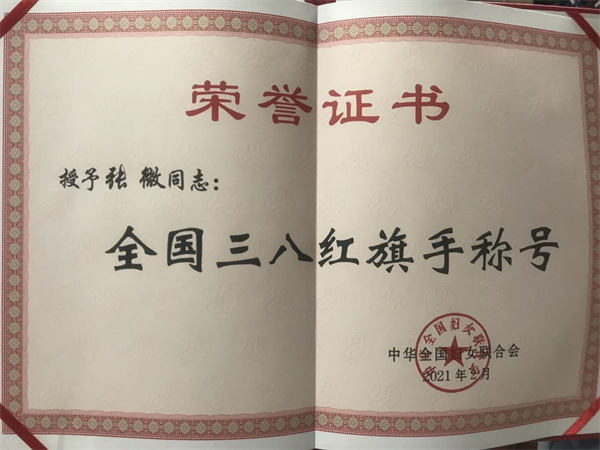 荣誉证书
授予张 微同志：
全国三八红旗手称号
中华全国妇女联合会
2021年2月